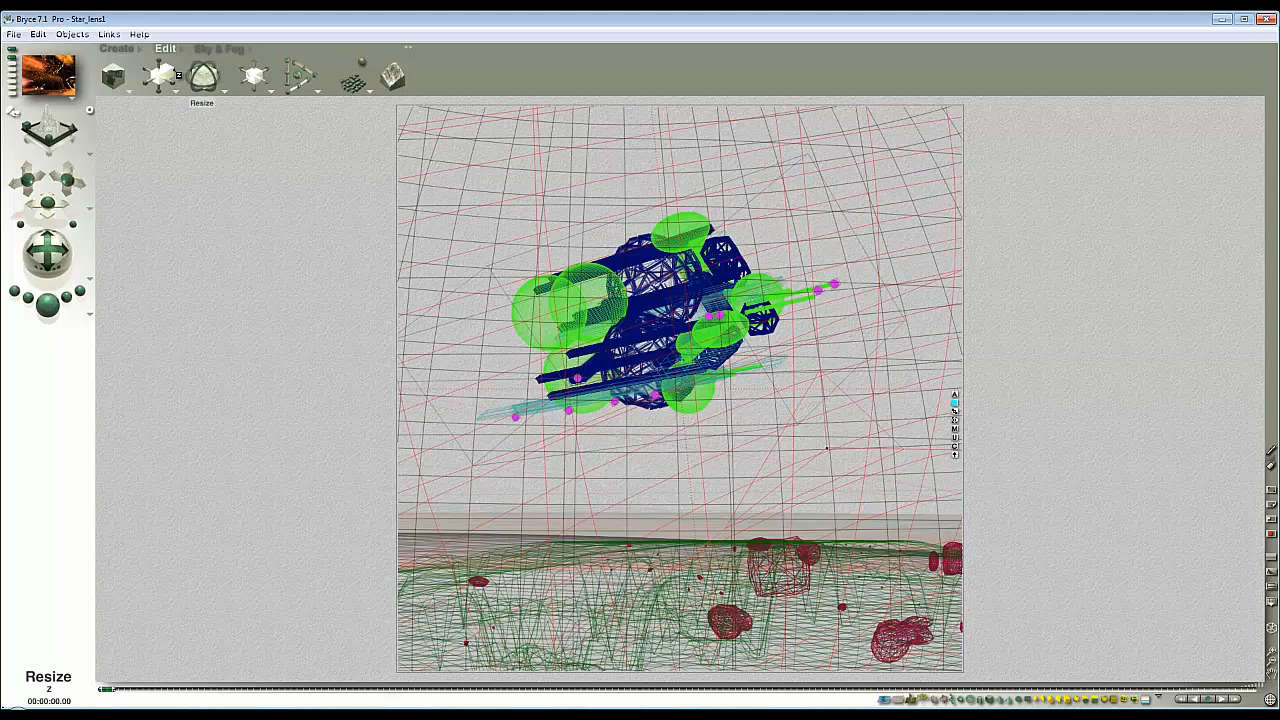 Bryce 7.1 Pro - Star_lens1
File Edit Objects Links Help
Create Edit Sky & Fog
Z
Resize
A
M
U
Resize
Z
00:00:00.00